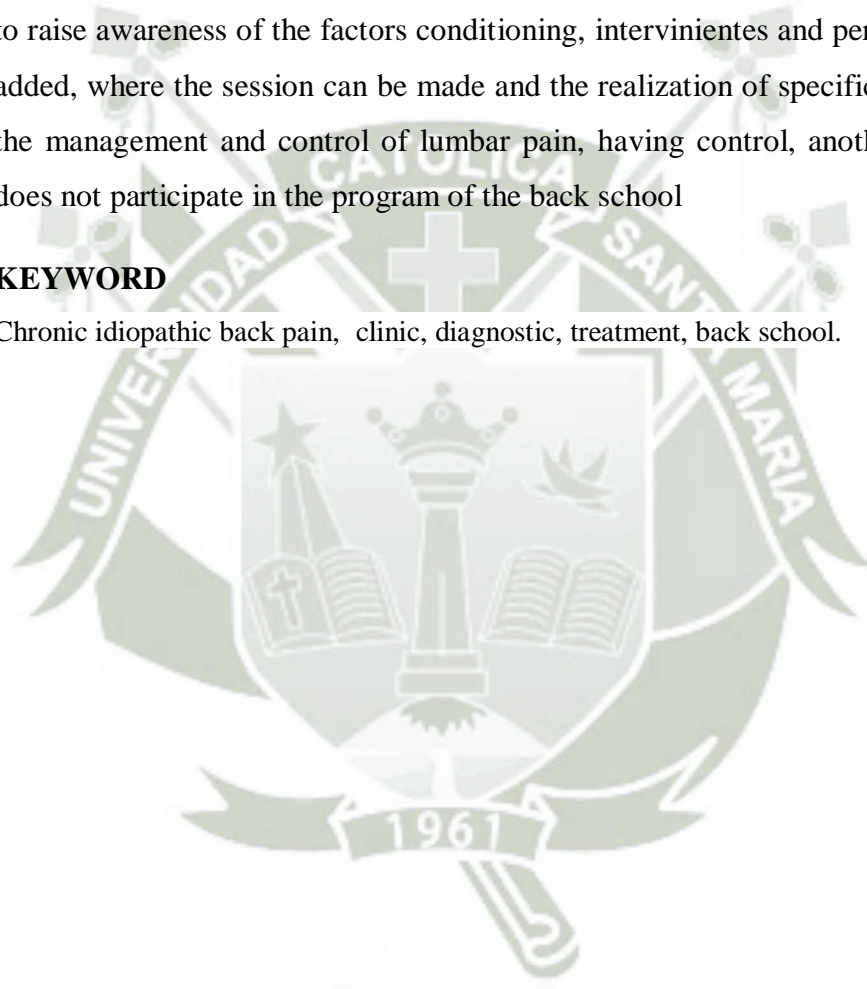 to raise awareness of the factors conditioning, intervinientes and per
added, where the session can be made and the realization of specific
the management and control of lumbar pain, having control, anoth
does not participate in the program of the back school
KEYWORD
Chronic idiopathic back pain, clinic, diagnostic, treatment, back school.
UNIVERSIDAD CATOLICA SANTA MARIA
1961